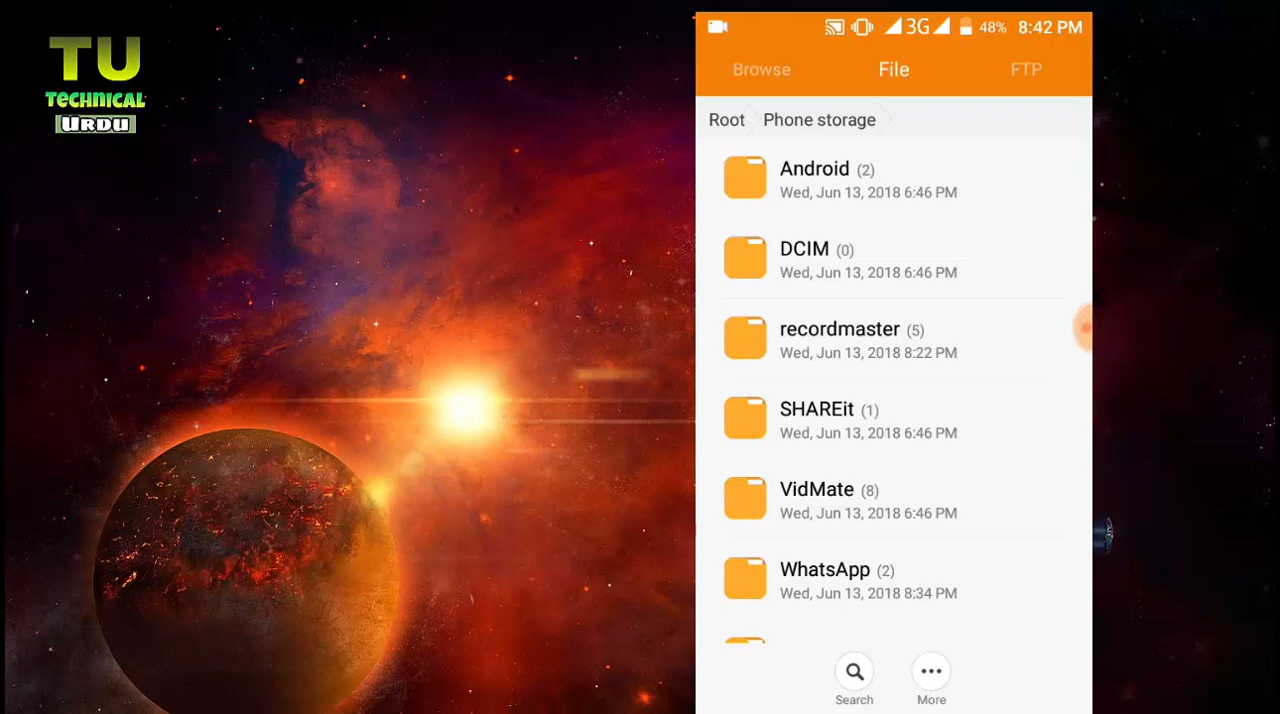 TU
TECHNICAL
URDU
3G 48% 8:42 PM
Browse File FTP
Root Phone storage
Android (2)
Wed, Jun 13, 2018 6:46 PM
DCIM (0)
Wed, Jun 13, 2018 6:46 PM
recordmaster (5)
Wed, Jun 13, 2018 8:22 PM
SHAREit (1)
Wed, Jun 13, 2018 6:46 PM
VidMate (8)
Wed, Jun 13, 2018 6:46 PM
WhatsApp (2)
Wed, Jun 13, 2018 8:34 PM
Search More